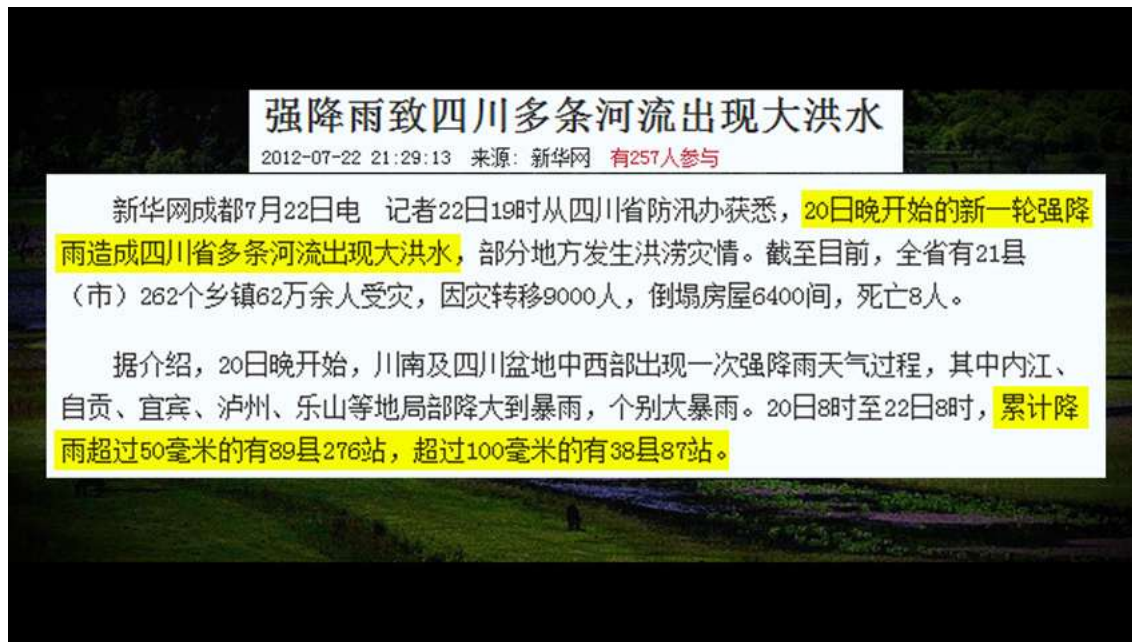 强降雨致四川多条河流出现大洪水
2012-07-22 21:29:13 来源: 新华网 有257人参与
新华网成都7月22日电 记者22日19时从四川省防汛办获悉，20日晚开始的新一轮强降
雨造成四川省多条河流出现大洪水，部分地方发生洪涝灾情。截至目前，全省有21县
（市）262个乡镇62万余人受灾，因灾转移9000人，倒塌房屋6400间，死亡8人。
据介绍，20日晚开始，川南及四川盆地中西部出现一次强降雨天气过程，其中内江、
自贡、宜宾、泸州、乐山等地局部降大到暴雨，个别大暴雨。20日8时至22日8时，累计降
雨超过50毫米的有89县276站，超过100毫米的有38县87站。